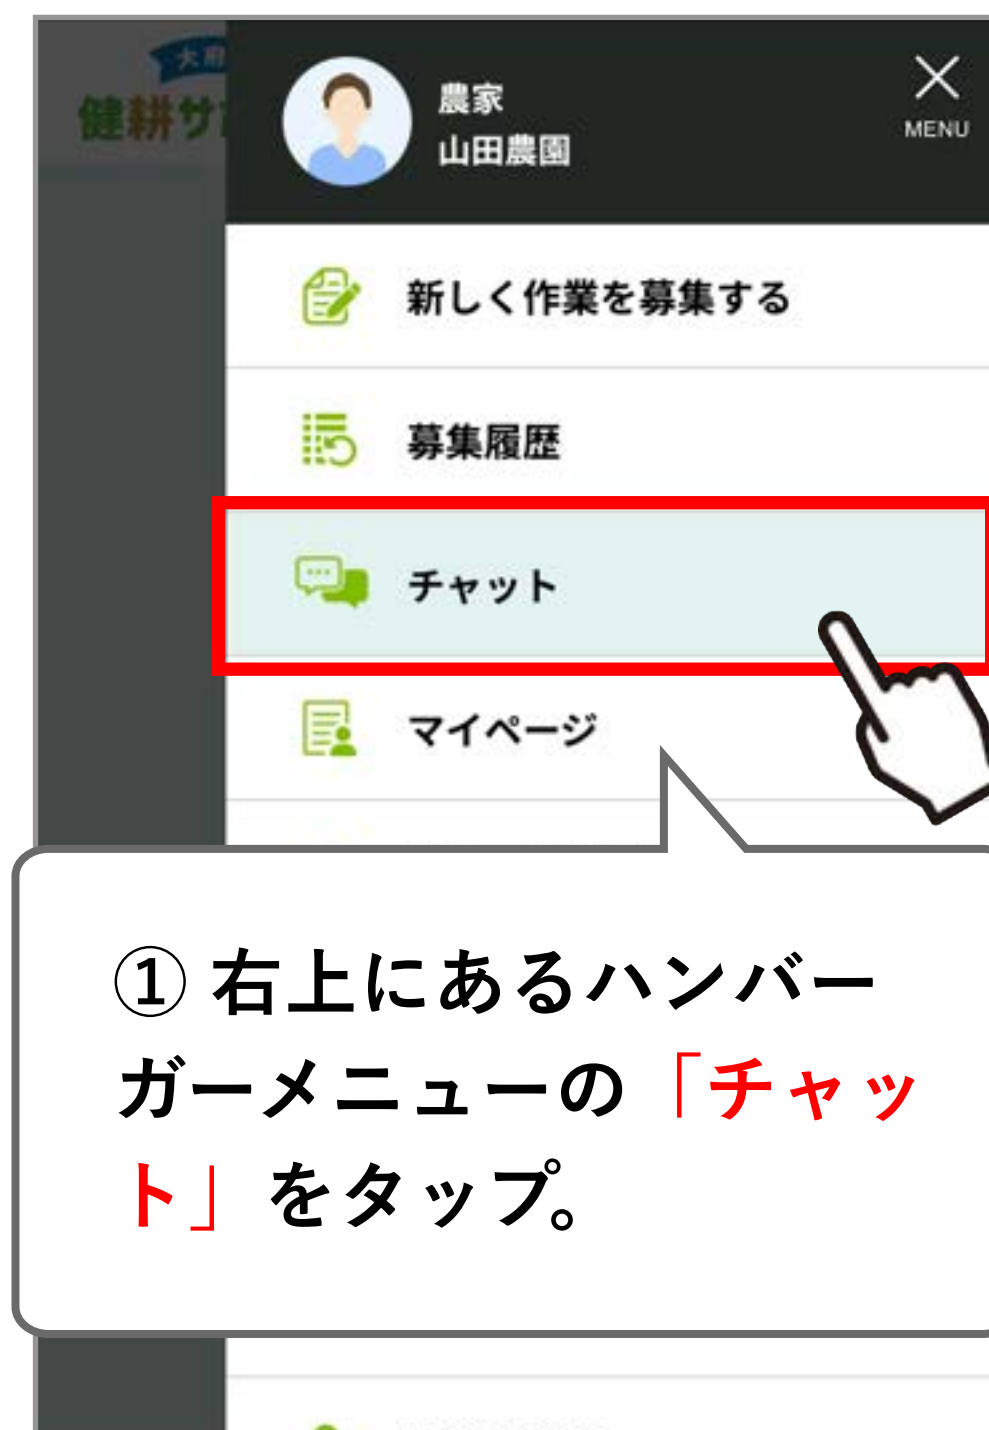 大府
健耕サ
農家
山田農園
MENU
新しく作業を募集する
募集履歴
チャット
マイページ
① 右上にあるハンバー
ガーメニューの「チャッ
ト」をタップ。